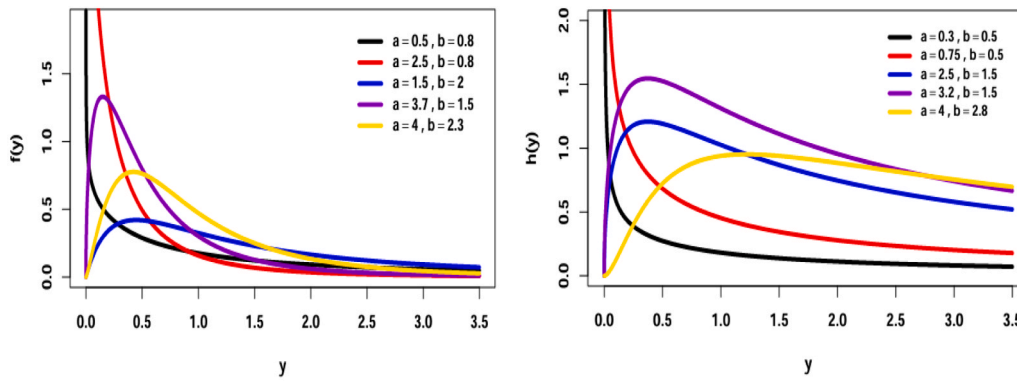 f(y)
0.0 0.5 1.0 1.5
a = 0.5 , b = 0.8
a = 2.5 , b = 0.8
a = 1.5 , b = 2
a = 3.7 , b = 1.5
a = 4 , b = 2.3
0.0 0.5 1.0 1.5 2.0 2.5 3.0 3.5
y
h(y)
0.0 0.5 1.0 1.5 2.0
a = 0.3 , b = 0.5
a = 0.75 , b = 0.5
a = 2.5 , b = 1.5
a = 3.2 , b = 1.5
a = 4 , b = 2.8
0.0 0.5 1.0 1.5 2.0 2.5 3.0 3.5
y